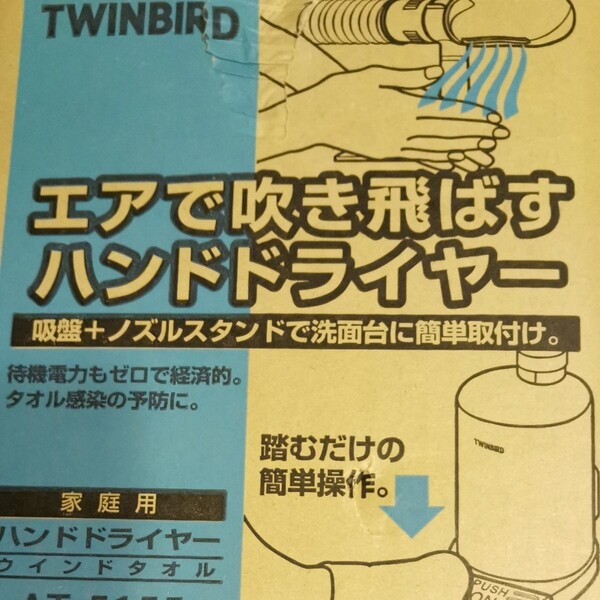 TWINBIRD
エアで吹き飛ばす
ハンドドライヤー
吸盤+ノズルスタンドで洗面台に簡単取付け。
待機電力もゼロで経済的。
タオル感染の予防に。
踏むだけの
簡単操作。
TWINBIRD
家庭用
ハンドドライヤー
ウインドタオル
PUSH
ON